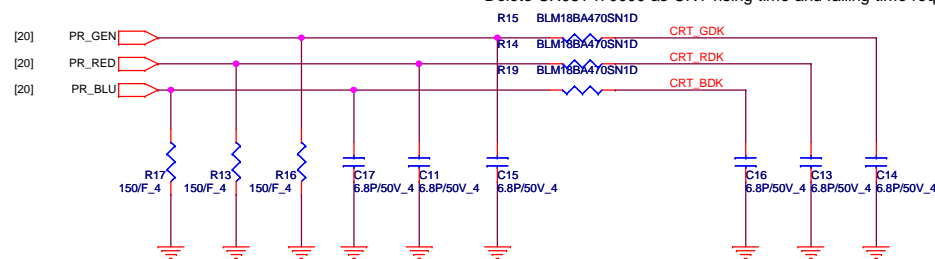 R15 BLM18BA470SN1D
[20] PR_GEN CRT_GDK
R14 BLM18BA470SN1D
[20] PR_RED CRT_RDK
R19 BLM18BA470SN1D
[20] PR_BLU CRT_BDK
R17 R13 R16 C17 C11 C15 C16 C13 C14
150/F_4 150/F_4 150/F_4 6.8P/50V_4 6.8P/50V_4 6.8P/50V_4 6.8P/50V_4 6.8P/50V_4 6.8P/50V_4